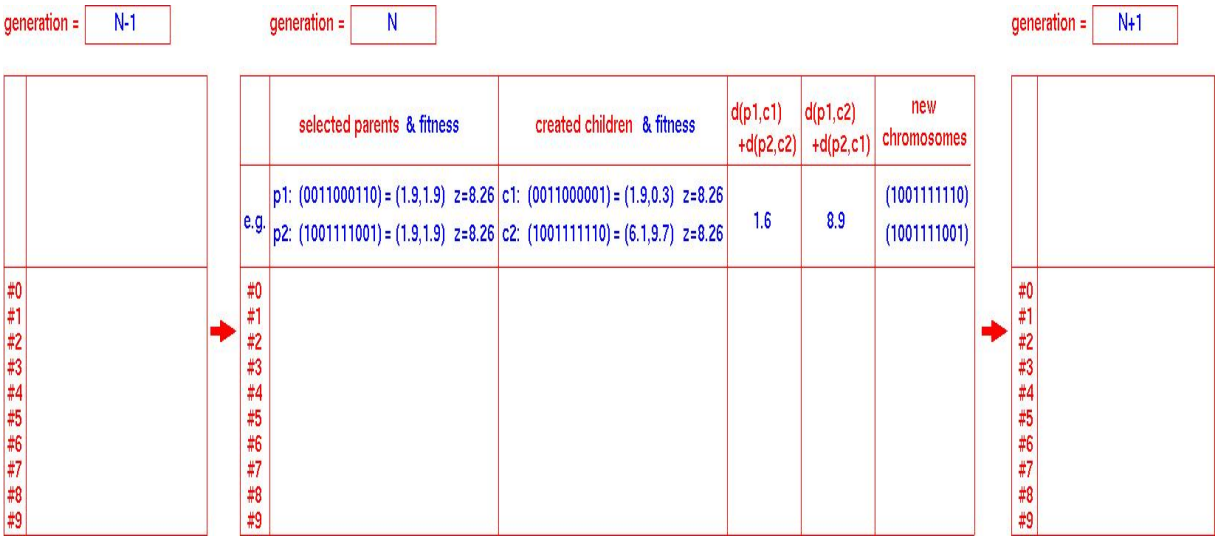 generation = N-1
generation = N
generation = N+1
selected parents & fitness
created children & fitness
d(p1,c1)
+d(p2,c2)
d(p1,c2)
+d(p2,c1)
new
chromosomes
e.g.
p1: (0011000110) = (1.9,1.9) z=8.26
p2: (1001111001) = (1.9,1.9) z=8.26
c1: (0011000001) = (1.9,0.3) z=8.26
c2: (1001111110) = (6.1,9.7) z=8.26
1.6
8.9
(1001111110)
(1001111001)
#0 #0 #0
#1 #1 #1
#2 #2 #2
#3 #3 #3
#4 #4 #4
#5 #5 #5
#6 #6 #6
#7 #7 #7
#8 #8 #8
#9 #9 #9